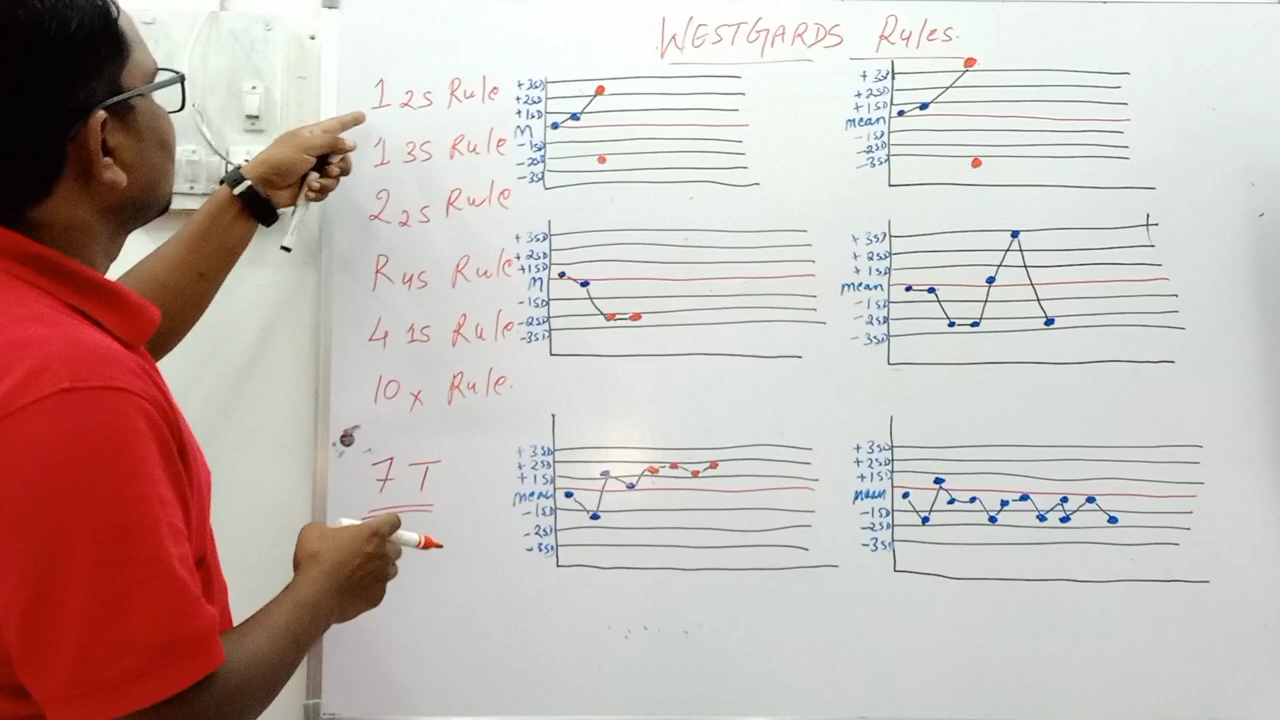 WESTGARDS Rules.
1 2s Rule
1 3s Rule
2 2s Rule
R4s Rule
4 1s Rule
10 x Rule.
7 T
+3SD
+2SD
+1SD
M
-1SD
-2SD
-3SD
+3SD
+2SD
+1SD
mean
-1SD
-2SD
-3SD
+3SD
+2SD
+1SD
M
-1SD
-2SD
-3SD
+3SD
+2SD
+1SD
mean
-1SD
-2SD
-3SD
+3SD
+2SD
+1SD
mean
-1SD
-2SD
-3SD
+3SD
+2SD
+1SD
mean
-1SD
-2SD
-3SD